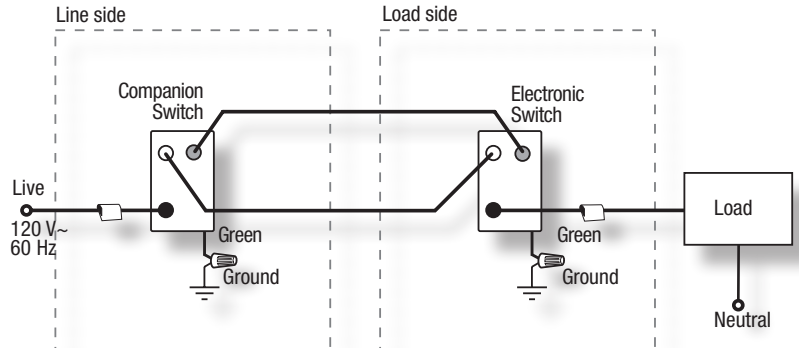 Line side
Load side
Companion
Switch
Electronic
Switch
Live
120 V~
60 Hz
Green
Ground
Green
Ground
Load
Neutral